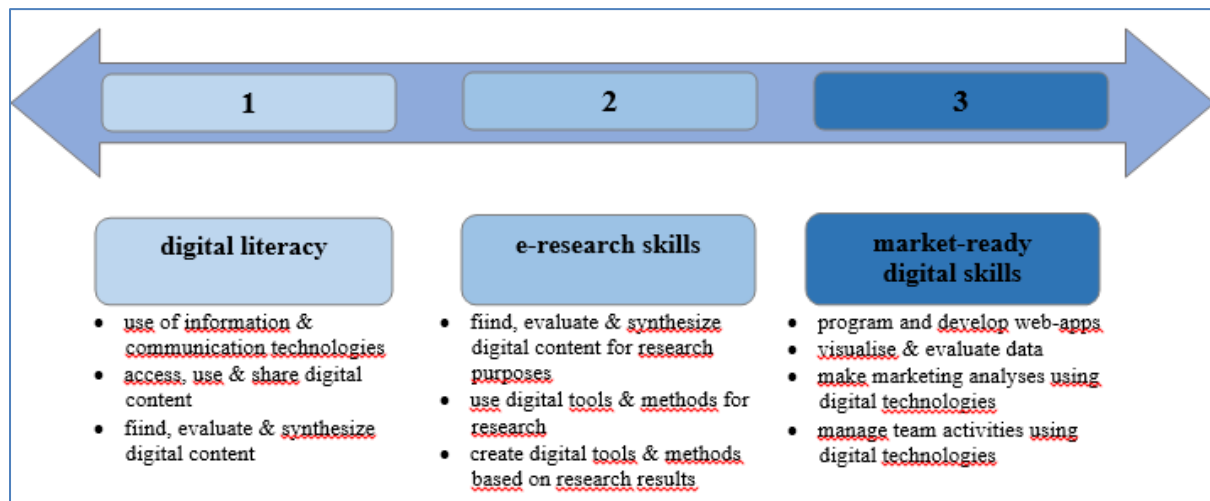 1
2
3
digital literacy
• use of information &
communication technologies
• access, use & share digital
content
• fiind, evaluate & synthesize
digital content
e-research skills
• fiind, evaluate & synthesize
digital content for research
purposes
• use digital tools & methods for
research
• create digital tools & methods
based on research results
market-ready
digital skills
• program and develop web-apps
• visualise & evaluate data
• make marketing analyses using
digital technologies
• manage team activities using
digital technologies